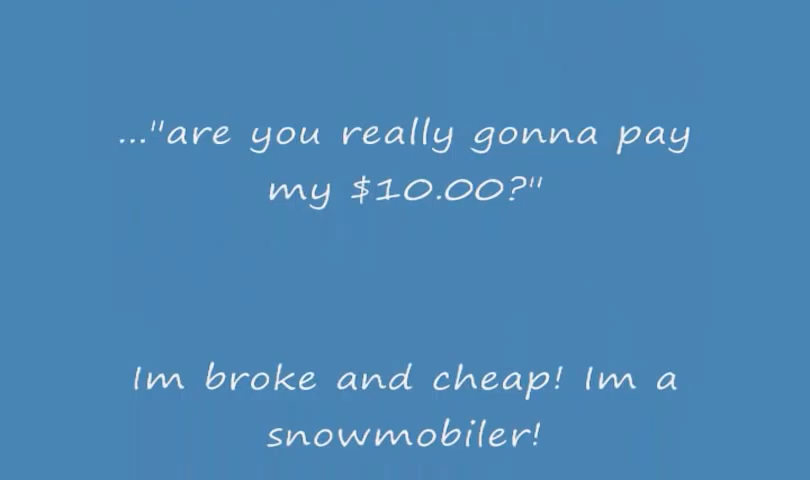 ..."are you really gonna pay
my $10.00?"
Im broke and cheap! Im a
snowmobiler!